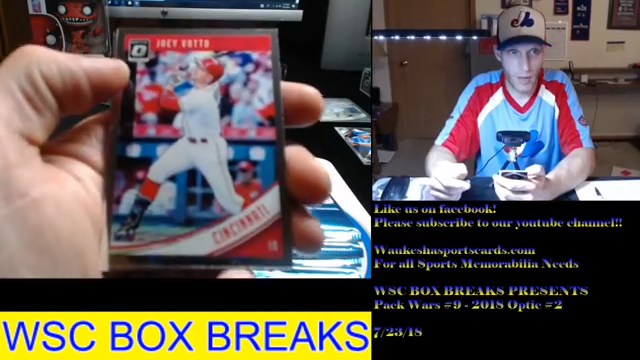 JOEY VOTTO
CINCINNATI
1B
WSC BOX BREAKS
Like us on facebook!
Please subscribe to our youtube channel!!
Waukeshasportscards.com
For all Sports Memorabilia Needs
WSC BOX BREAKS PRESENTS
Pack Wars #9 - 2018 Optic #2
7/23/18